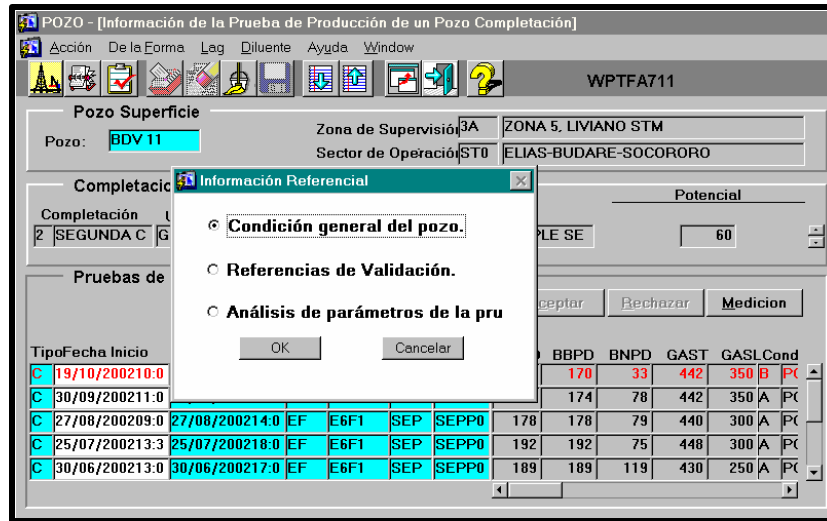 POZO - [Información de la Prueba de Producción de un Pozo Completación]
Acción De la Forma Lag Diluente Ayuda Window
WPTFA711
Pozo Superficie
Pozo: BDV 11
Zona de Supervisiói 3A ZONA 5, LIVIANO STM
Sector de Operaciói ST0 ELIAS-BUDARE-SOCORORO
Completacio
Potencial
Completación
2 SEGUNDA C G PLE SE 60
Información Referencial
Condición general del pozo.
Referencias de Validación.
Análisis de parámetros de la pru
OK Cancelar
Pruebas de
ceptar Rechazar Medicion
TipoFecha Inicio BBPD BNPD GAST GASLCond
C 19/10/200210:0 170 33 442 350 B P(
C 30/09/200211:0 174 78 442 350 A P(
C 27/08/200209:0 27/08/200214:0 EF E6F1 SEP SEPP0 178 178 79 440 300 A P(
C 25/07/200213:3 25/07/200218:0 EF E6F1 SEP SEPP0 192 192 75 448 300 A P(
C 30/06/200213:0 30/06/200217:0 EF E6F1 SEP SEPP0 189 189 119 430 250 A P(